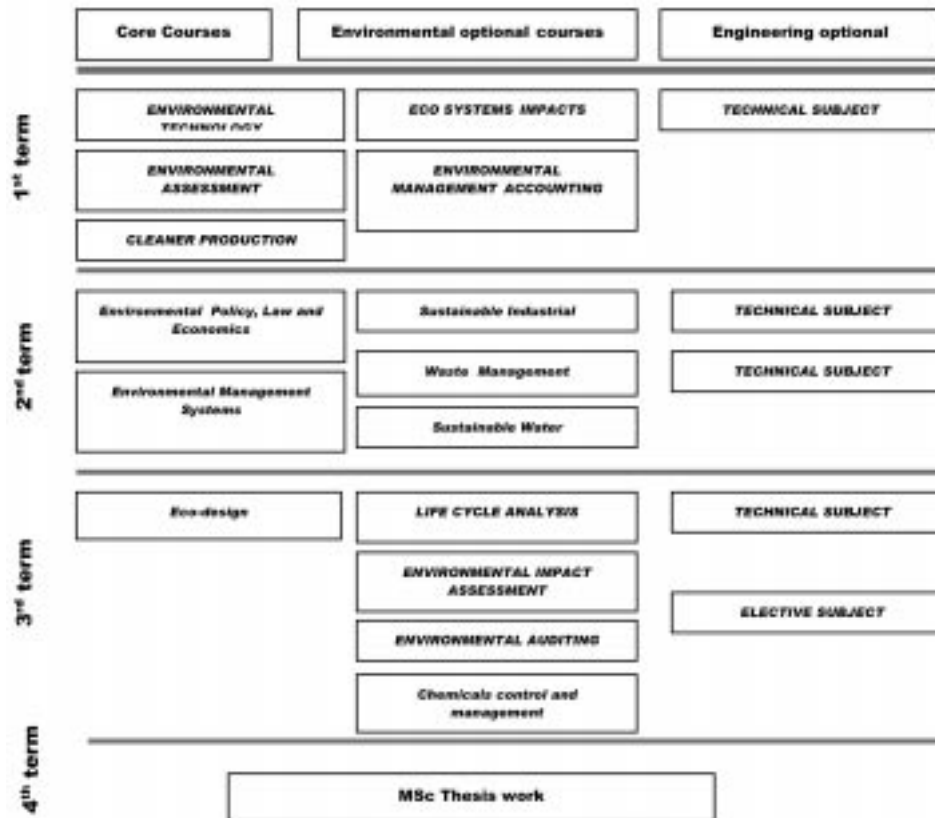 Core Courses
Environmental optional courses
Engineering optional
1st term
ENVIRONMENTAL
TECHNOLOGY
ECO SYSTEMS IMPACTS
TECHNICAL SUBJECT
ENVIRONMENTAL
ASSESSMENT
ENVIRONMENTAL
MANAGEMENT ACCOUNTING
CLEANER PRODUCTION
2nd term
Environmental Policy, Law and
Economics
Sustainable Industrial
TECHNICAL SUBJECT
Environmental Management
Systems
Waste Management
TECHNICAL SUBJECT
Sustainable Water
3rd term
Eco-design
LIFE CYCLE ANALYSIS
TECHNICAL SUBJECT
ENVIRONMENTAL IMPACT
ASSESSMENT
ELECTIVE SUBJECT
ENVIRONMENTAL AUDITING
Chemicals control and
management
4th term
MSc Thesis work